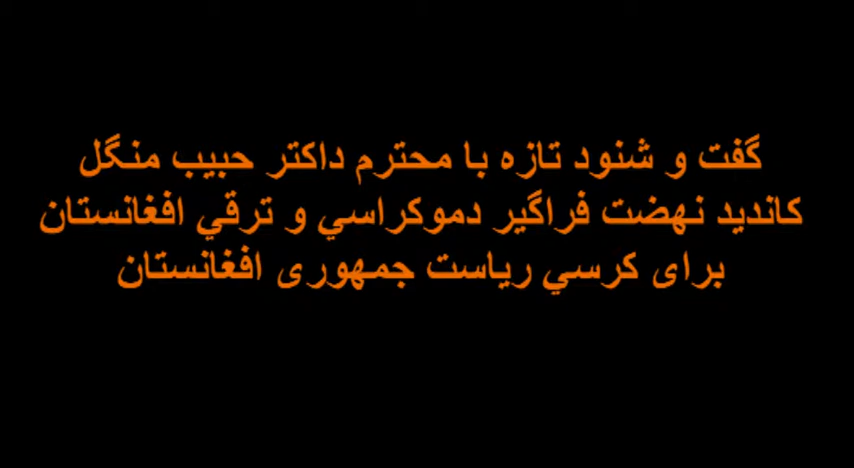 گفت و شنود تازه با محترم داکتر حبيب منگل
کانديد نهضت فراگير دموکراسي و ترقي افغانستان
برای کرسي رياست جمهوری افغانستان